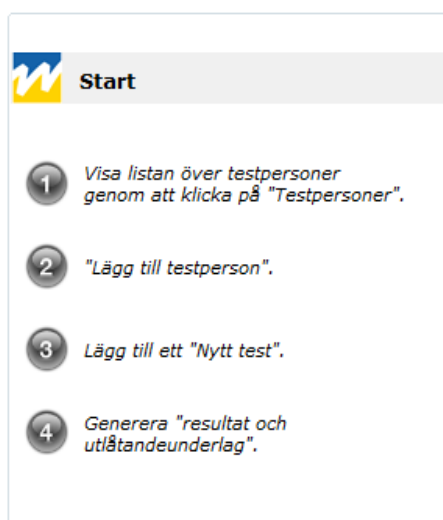 Start
1
Visa listan över testpersoner
genom att klicka på "Testpersoner".
2
"Lägg till testperson".
3
Lägg till ett "Nytt test".
4
Generera "resultat och
utlåtandeunderlag".